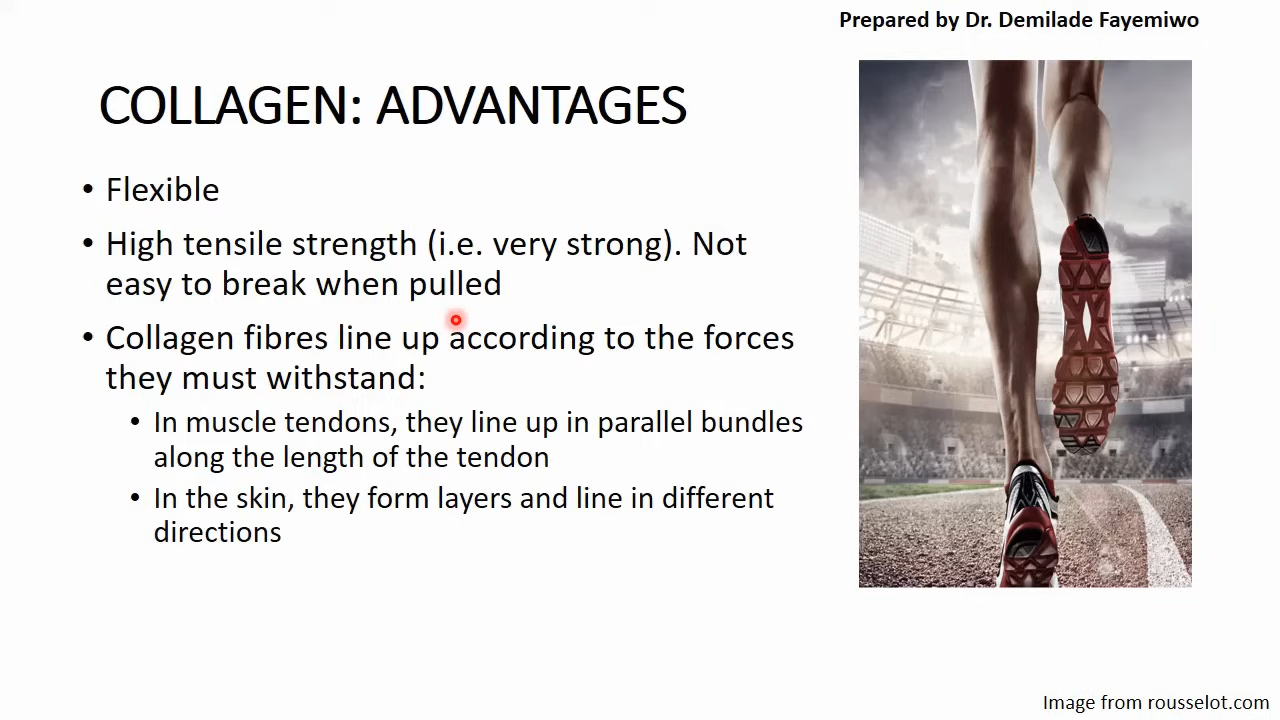 Prepared by Dr. Demilade Fayemiwo
COLLAGEN: ADVANTAGES
• Flexible
• High tensile strength (i.e. very strong). Not
easy to break when pulled
• Collagen fibres line up according to the forces
they must withstand:
• In muscle tendons, they line up in parallel bundles
along the length of the tendon
• In the skin, they form layers and line in different
directions
Image from rousselot.com